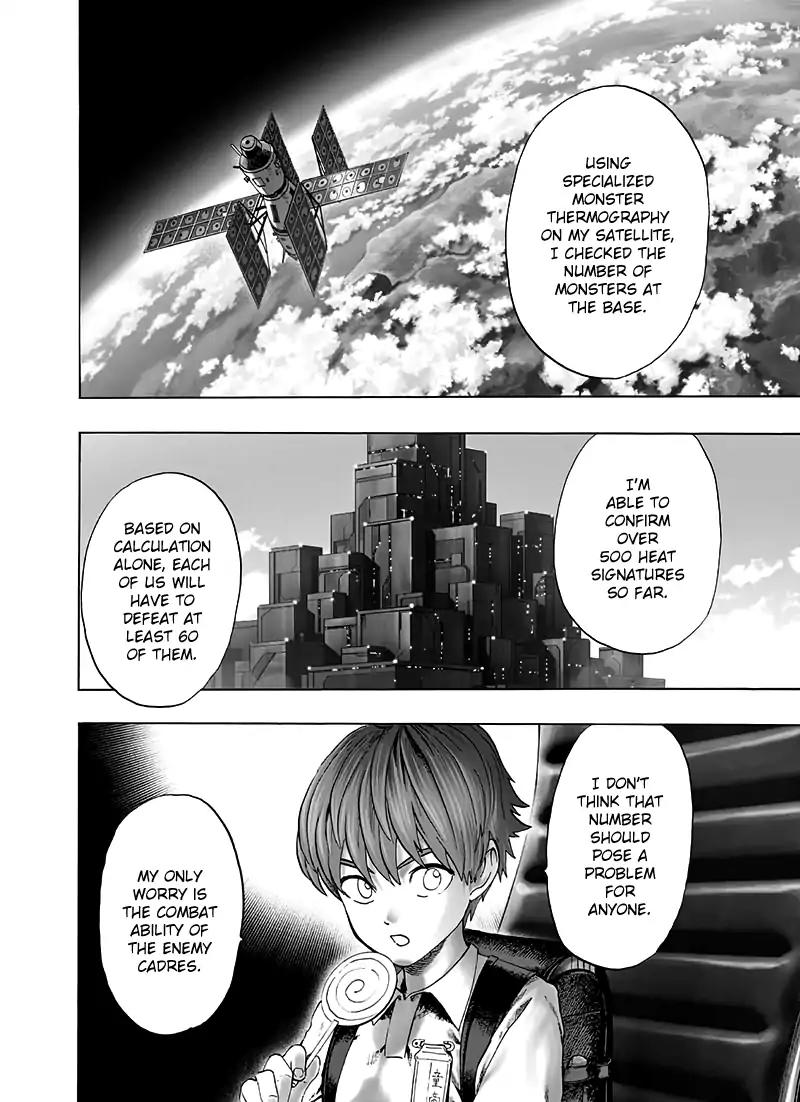 USING
SPECIALIZED
MONSTER
THERMOGRAPHY
ON MY SATELLITE,
I CHECKED THE
NUMBER OF
MONSTERS AT
THE BASE.
I'M
ABLE TO
CONFIRM
OVER
500 HEAT
SIGNATURES
SO FAR.
BASED ON
CALCULATION
ALONE, EACH
OF US WILL
HAVE TO
DEFEAT AT
LEAST 60
OF THEM.
I DON'T
THINK THAT
NUMBER
SHOULD
POSE A
PROBLEM
FOR
ANYONE.
MY ONLY
WORRY IS
THE COMBAT
ABILITY OF
THE ENEMY
CADRES.
童